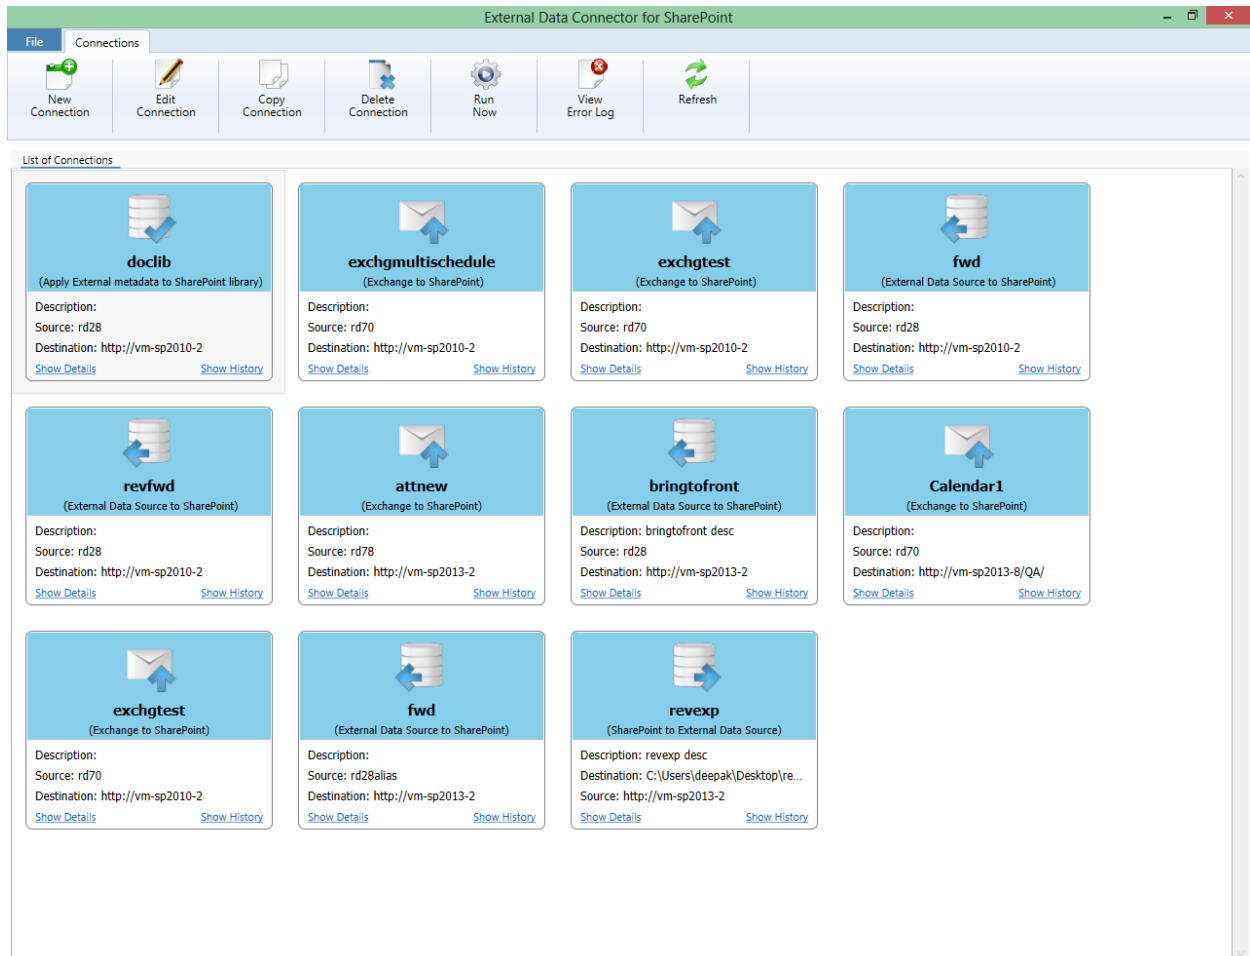 External Data Connector for SharePoint
File
Connections
New
Connection
Edit
Connection
Copy
Connection
Delete
Connection
Run
Now
View
Error Log
Refresh
List of Connections
doclib
(Apply External metadata to SharePoint library)
Description:
Source: rd28
Destination: http://vm-sp2010-2
Show Details
Show History
exchgmultischedule
(Exchange to SharePoint)
Description:
Source: rd70
Destination: http://vm-sp2010-2
Show Details
Show History
exchgtest
(Exchange to SharePoint)
Description:
Source: rd70
Destination: http://vm-sp2010-2
Show Details
Show History
fwd
(External Data Source to SharePoint)
Description:
Source: rd28
Destination: http://vm-sp2010-2
Show Details
Show History
revfwd
(External Data Source to SharePoint)
Description:
Source: rd28
Destination: http://vm-sp2010-2
Show Details
Show History
attnew
(Exchange to SharePoint)
Description:
Source: rd78
Destination: http://vm-sp2013-2
Show Details
Show History
bringtofront
(External Data Source to SharePoint)
Description: bringtofront desc
Source: rd28
Destination: http://vm-sp2013-2
Show Details
Show History
Calendar1
(Exchange to SharePoint)
Description:
Source: rd70
Destination: http://vm-sp2013-8/QA/
Show Details
Show History
exchgtest
(Exchange to SharePoint)
Description:
Source: rd70
Destination: http://vm-sp2010-2
Show Details
Show History
fwd
(External Data Source to SharePoint)
Description:
Source: rd28alias
Destination: http://vm-sp2013-2
Show Details
Show History
revexp
(SharePoint to External Data Source)
Description: revexp desc
Destination: C:\Users\deepak\Desktop\re...
Source: http://vm-sp2013-2
Show Details
Show History